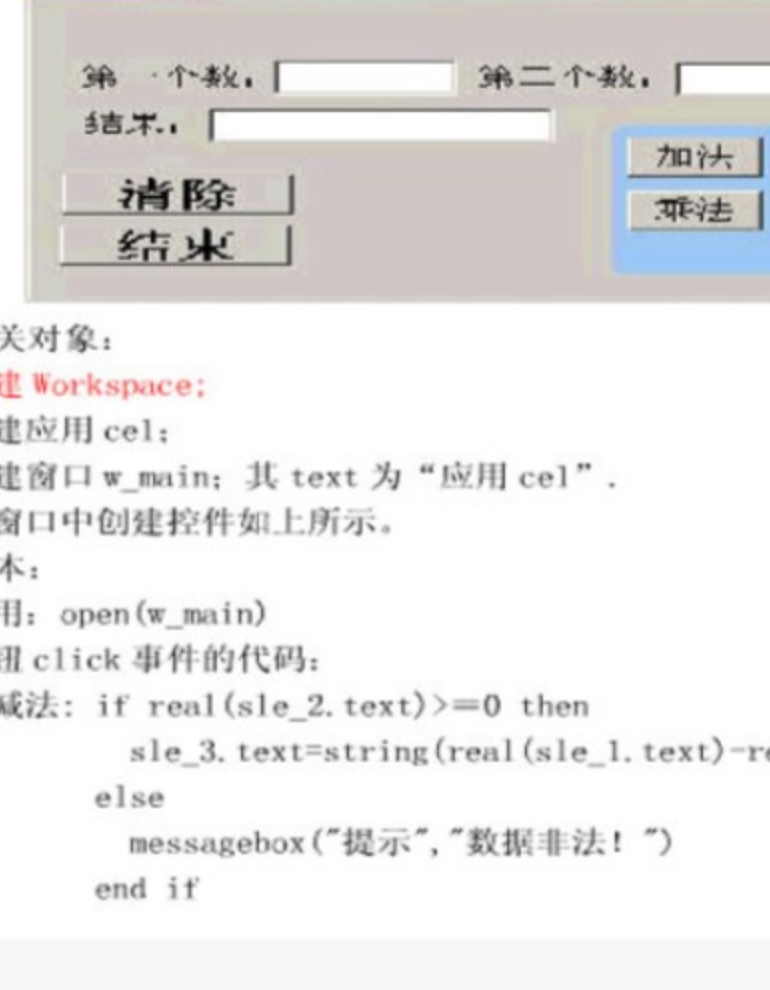 第一个数: 第二个数:
结果:
加法
清除
乘法
结束
关对象:
建 Workspace;
建应用 cel;
建窗口 w_main; 其 text 为“应用 cel”.
窗口中创建控件如上所示。
本:
用: open(w_main)
钮 click 事件的代码:
减法: if real(sle_2.text)>=0 then
sle_3.text=string(real(sle_1.text)-re
else
messagebox("提示","数据非法! ")
end if